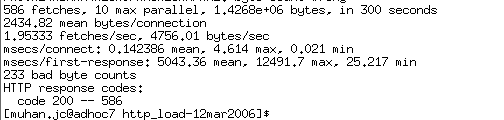 586 fetches, 10 max parallel, 1.4268e+06 bytes, in 300 seconds
2434.82 mean bytes/connection
1.95333 fetches/sec, 4756.01 bytes/sec
msecs/connect: 0.142386 mean, 4.614 max, 0.021 min
msecs/first-response: 5043.36 mean, 12491.7 max, 25.217 min
233 bad byte counts
HTTP response codes:
  code 200 -- 586
[muhan.jc@adhoc7 http_load-12mar2006]$